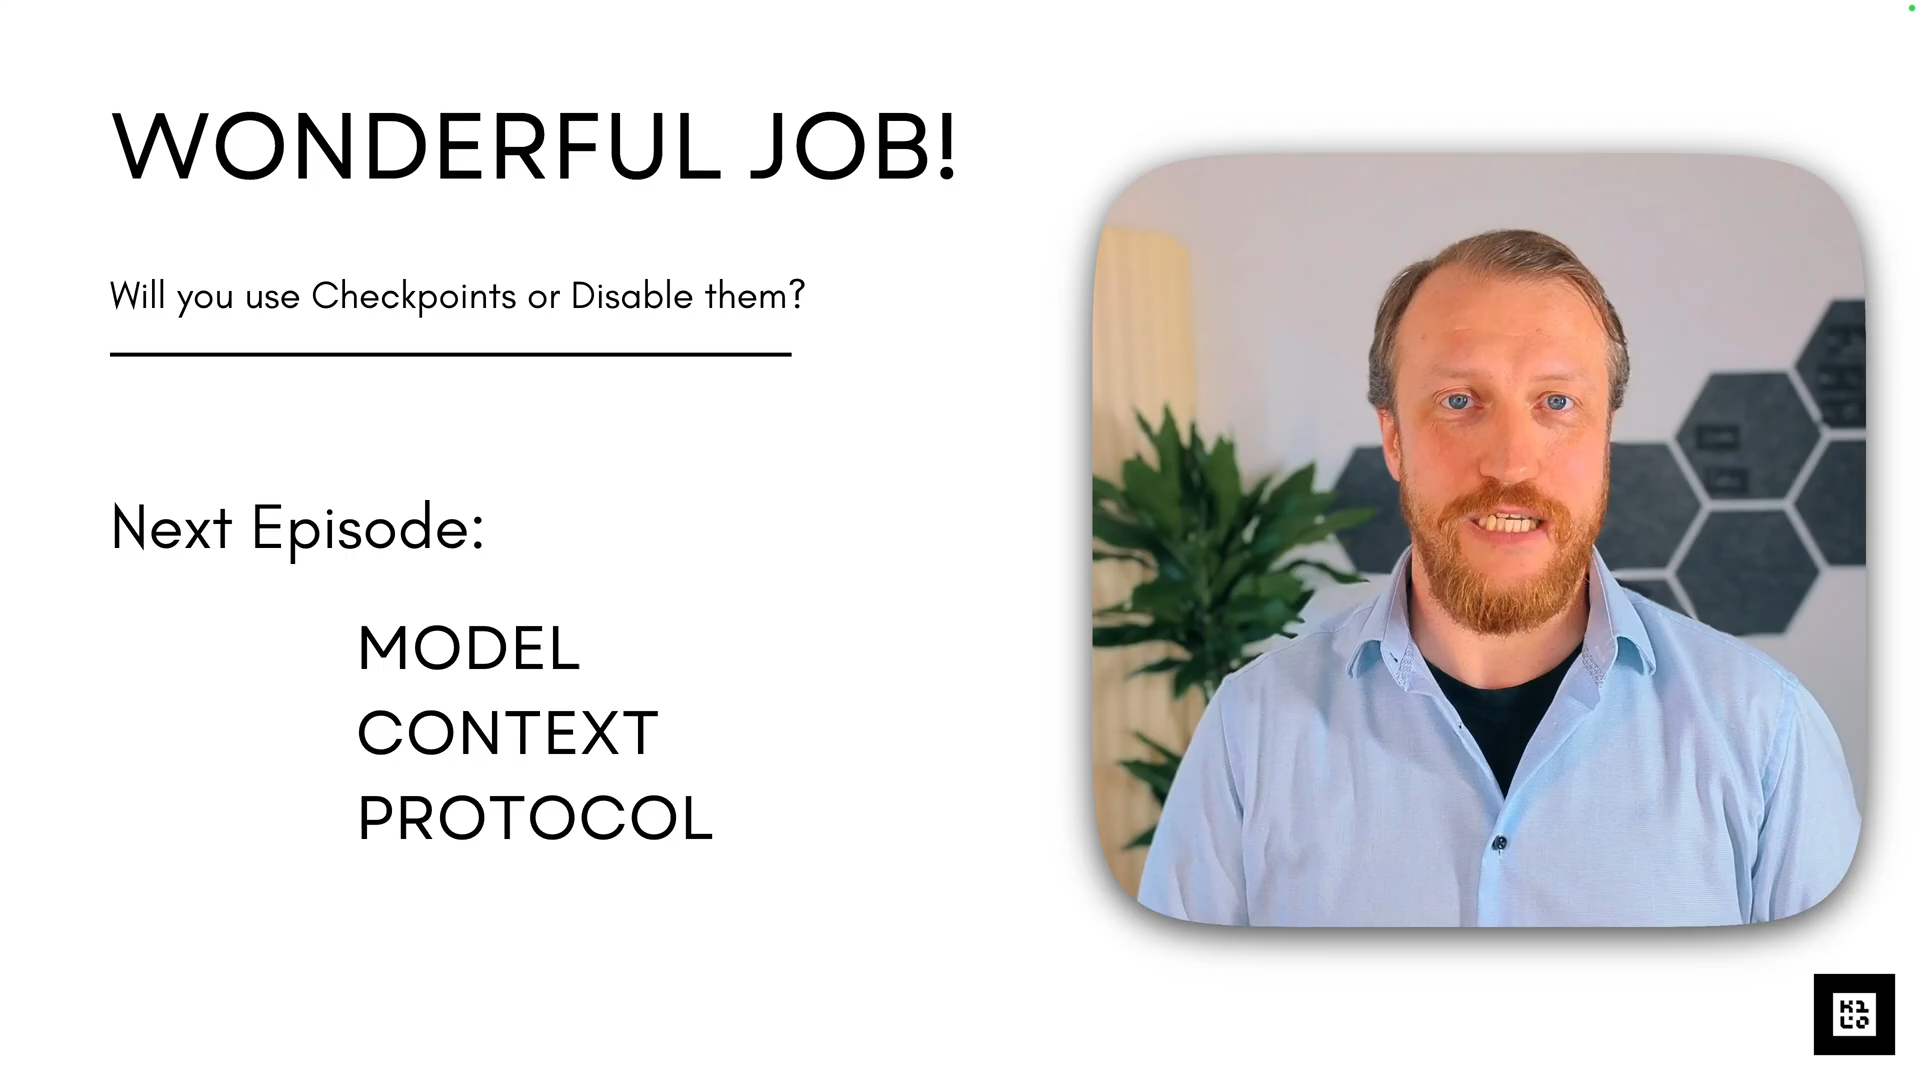 WONDERFUL JOB!
Will you use Checkpoints or Disable them?
Next Episode:
MODEL
CONTEXT
PROTOCOL